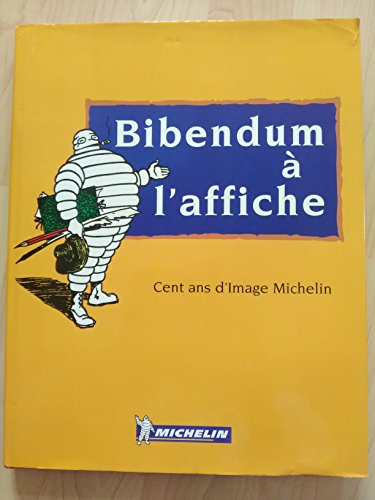 Bibendum
à
l'affiche
Cent ans d'Image Michelin
MICHELIN